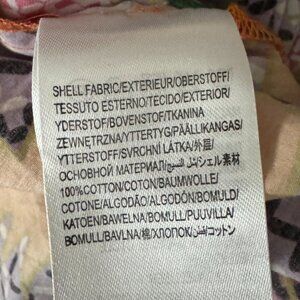 SHELL FABRIC/EXTERIEUR/OBERSTOFF/
TESSUTO ESTERNO/TECIDO/EXTERIOR/
YDERSTOF/BOVENSTOF/TKANINA
ZEWNĘTRZNA/YTTERTYG/PÄÄLLIKANGAS/
YTTERSTOFF/SVRCHNÍ LÁTKA/外层/
ОСНОВНОЙ МАТЕРИАЛ/シェル素材
100%COTTON/COTON/BAUMWOLLE/
COTONE/ALGODÃO/ALGODÓN/BOMULD/
KATOEN/BAWEŁNA/BOMULL/PUUVILLA/
BOMULL/BAVLNA/棉/ХЛОПОК/قطن/コットン